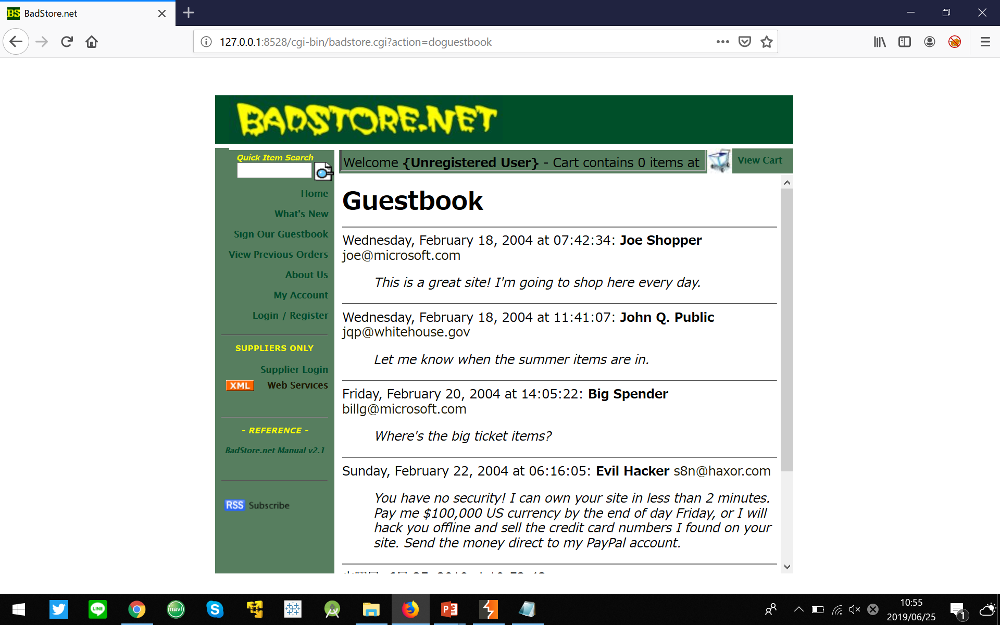 BS BadStore.net
127.0.0.1:8528/cgi-bin/badstore.cgi?action=doguestbook
BADSTORE.NET
Quick Item Search
Welcome {Unregistered User} - Cart contains 0 items at
View Cart
Home
What's New
Sign Our Guestbook
View Previous Orders
About Us
My Account
Login / Register
SUPPLIERS ONLY
Supplier Login
XML Web Services
- REFERENCE -
BadStore.net Manual v2.1
RSS Subscribe
Guestbook
Wednesday, February 18, 2004 at 07:42:34: Joe Shopper
joe@microsoft.com
This is a great site! I'm going to shop here every day.
Wednesday, February 18, 2004 at 11:41:07: John Q. Public
jqp@whitehouse.gov
Let me know when the summer items are in.
Friday, February 20, 2004 at 14:05:22: Big Spender
billg@microsoft.com
Where's the big ticket items?
Sunday, February 22, 2004 at 06:16:05: Evil Hacker s8n@haxor.com
You have no security! I can own your site in less than 2 minutes.
Pay me $100,000 US currency by the end of day Friday, or I will
hack you offline and sell the credit card numbers I found on your
site. Send the money direct to my PayPal account.
LINE
nav!
10:55
2019/06/25
1